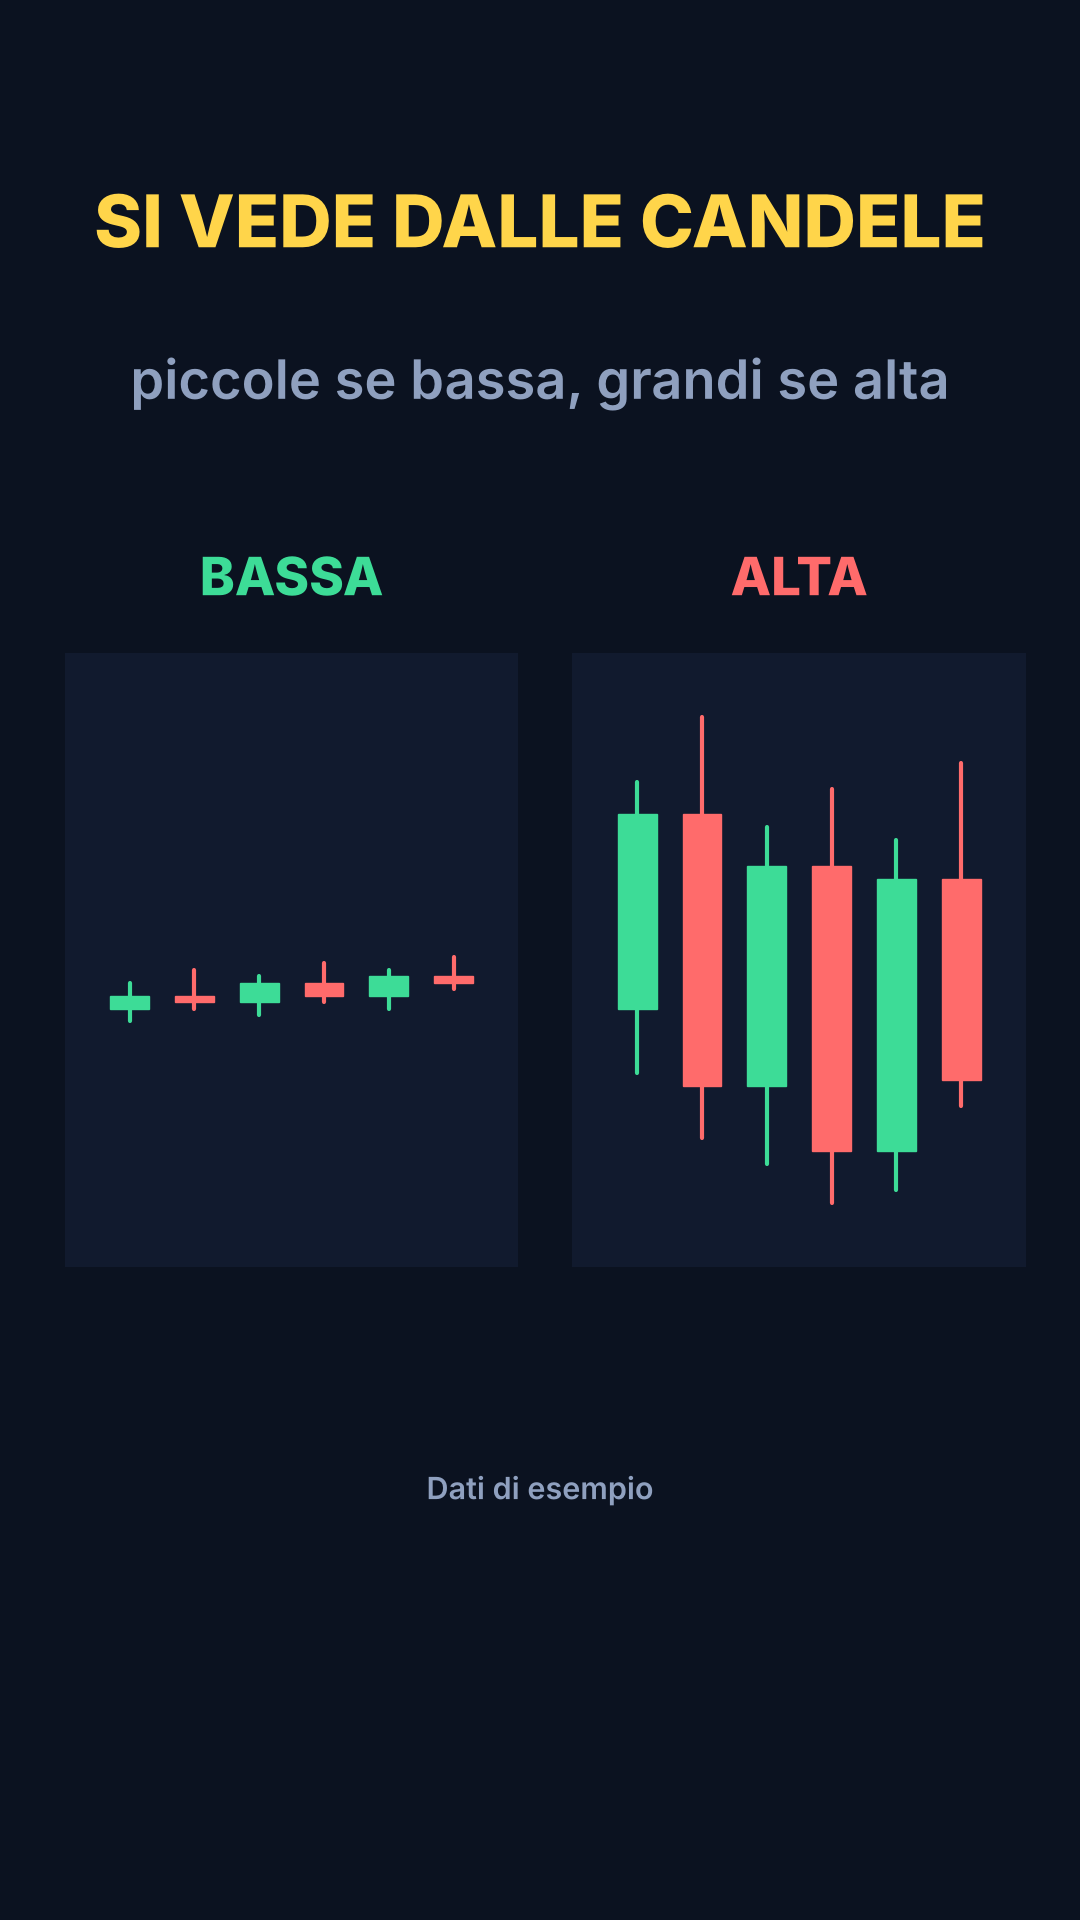 SI VEDE DALLE CANDELE
piccole se bassa, grandi se alta
BASSA
ALTA
Dati di esempio